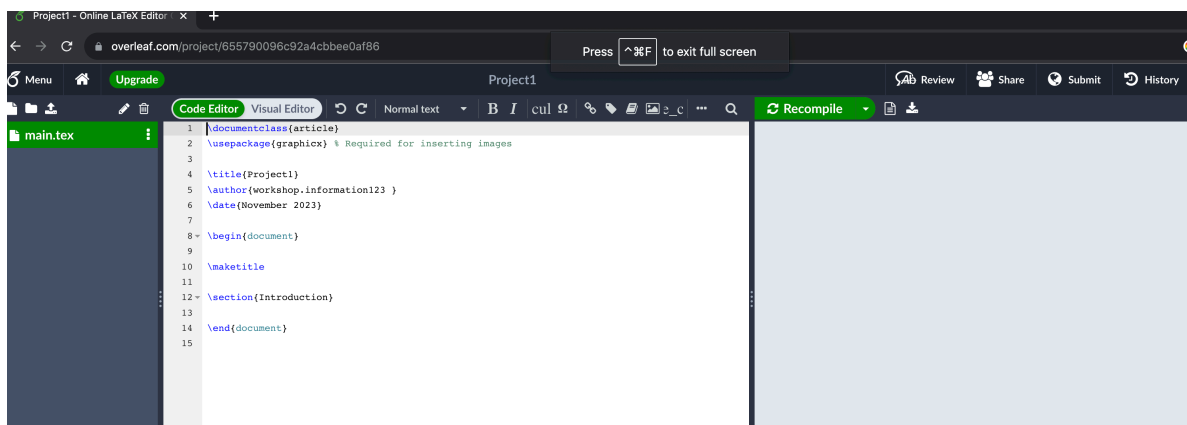 Project1 - Online LaTeX Editor
overleaf.com/project/655790096c92a4cbbee0af86
Press ^⌘F to exit full screen
Menu Upgrade Project1 Review Share Submit History
Code Editor Visual Editor Normal text B I Ω Recompile
main.tex
1 \documentclass{article}
2 \usepackage{graphicx} % Required for inserting images
3
4 \title{Project1}
5 \author{workshop.information123 }
6 \date{November 2023}
7
8 \begin{document}
9
10 \maketitle
11
12 \section{Introduction}
13
14 \end{document}
15